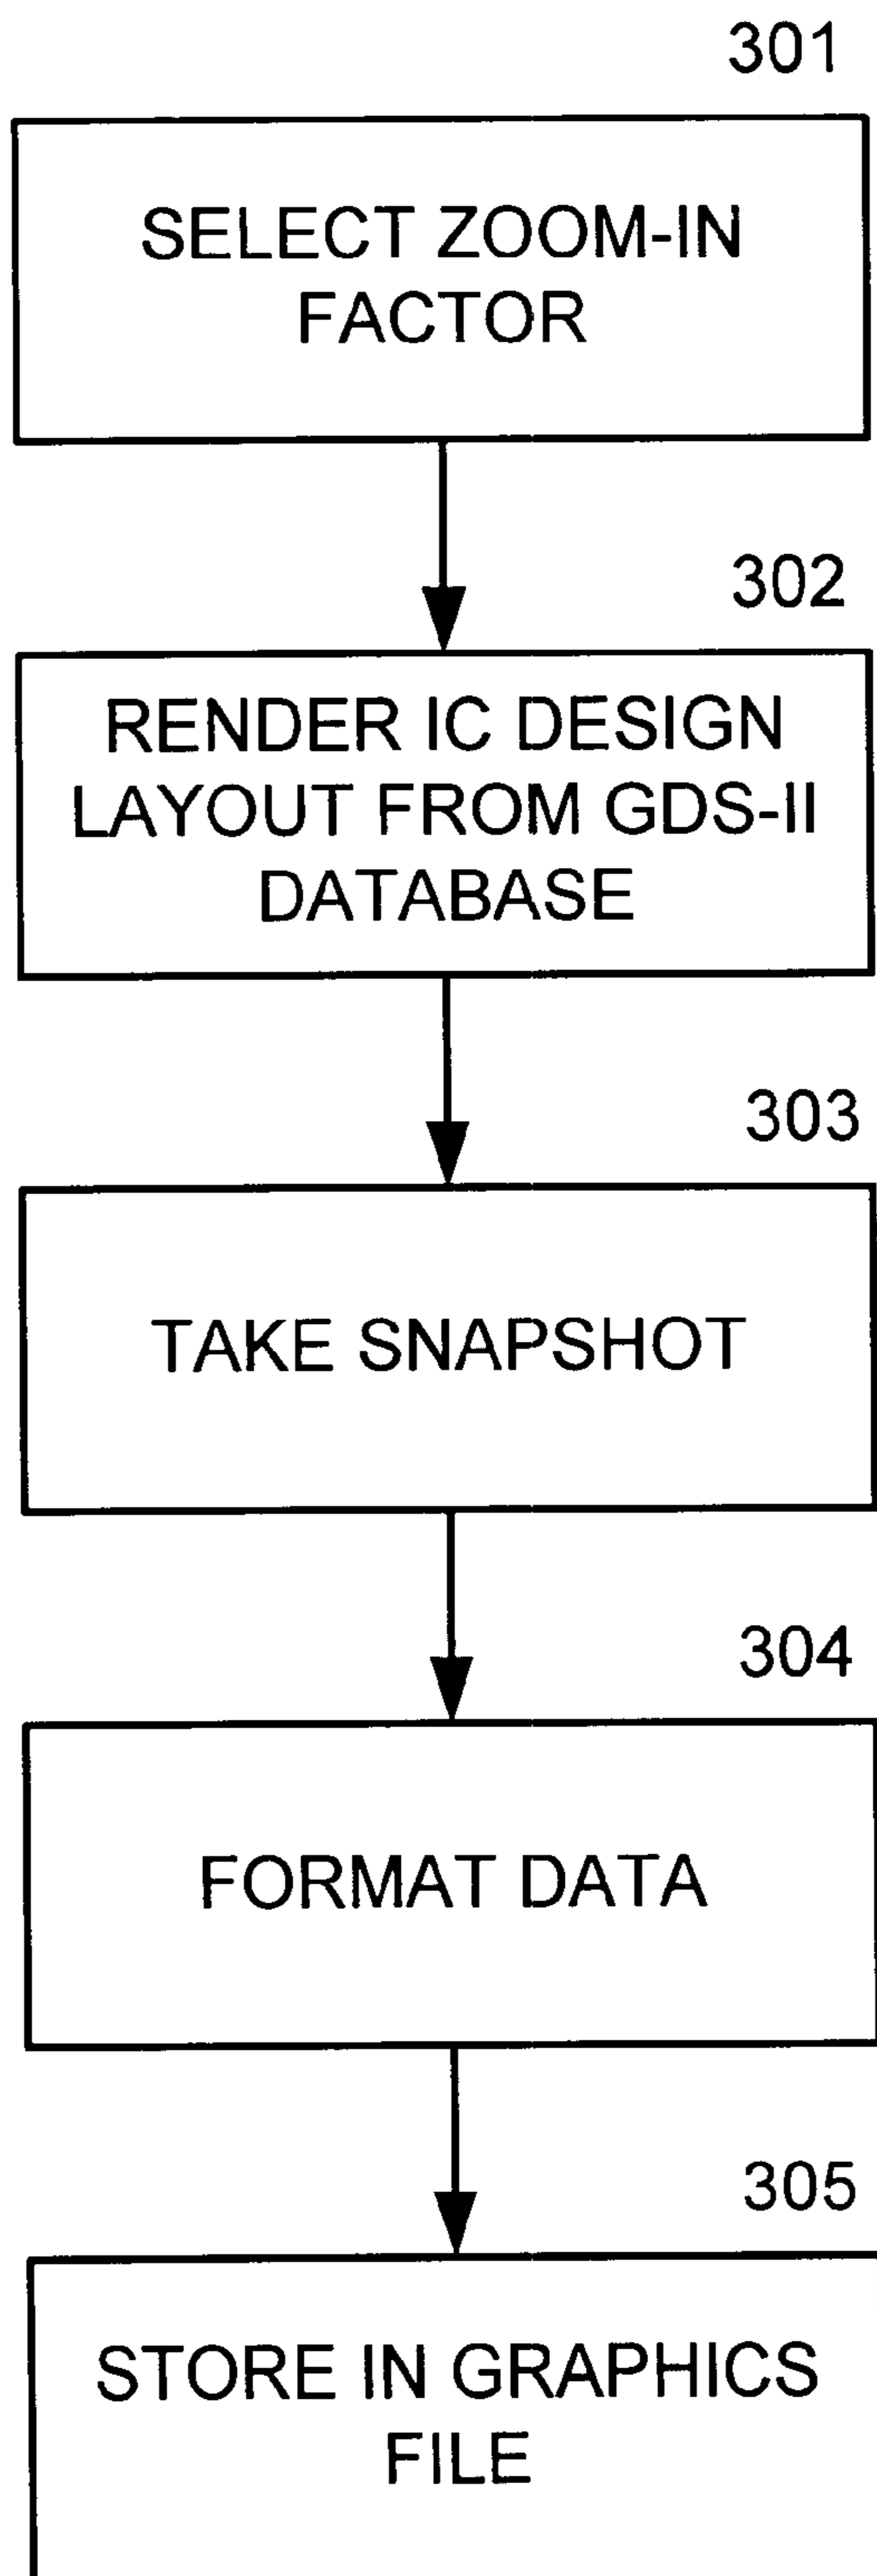 301
SELECT ZOOM-IN
FACTOR
302
RENDER IC DESIGN
LAYOUT FROM GDS-II
DATABASE
303
TAKE SNAPSHOT
304
FORMAT DATA
305
STORE IN GRAPHICS
FILE